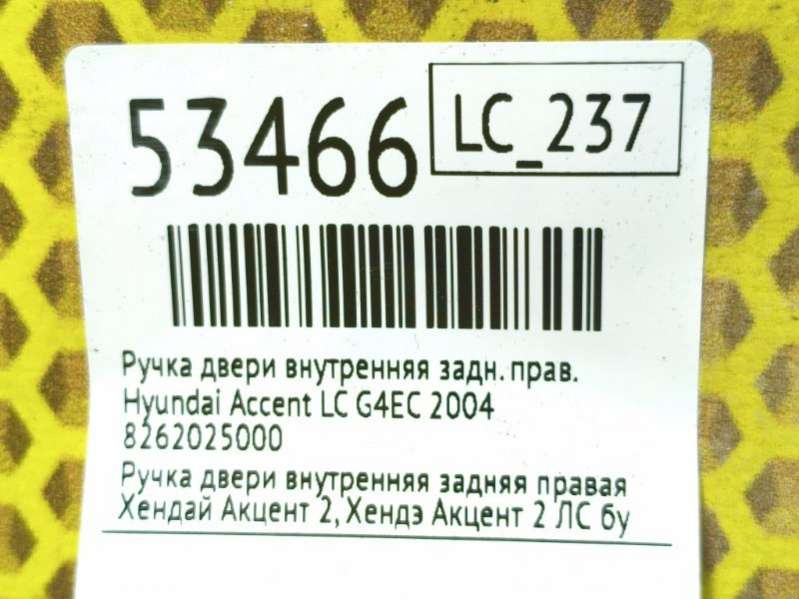 53466
LC_237
Ручка двери внутренняя задн. прав.
Hyundai Accent LC G4EC 2004
8262025000
Ручка двери внутренняя задняя правая
Хендай Акцент 2, Хендэ Акцент 2 ЛС бу